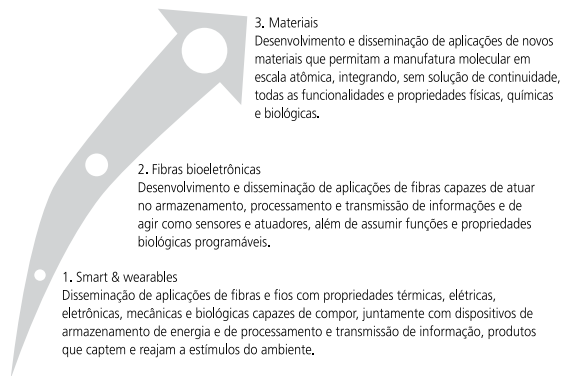 3. Materiais
Desenvolvimento e disseminação de aplicações de novos
materiais que permitam a manufatura molecular em
escala atômica, integrando, sem solução de continuidade,
todas as funcionalidades e propriedades físicas, químicas
e biológicas.
2. Fibras bioeletrônicas
Desenvolvimento e disseminação de aplicações de fibras capazes de atuar
no armazenamento, processamento e transmissão de informações e de
agir como sensores e atuadores, além de assumir funções e propriedades
biológicas programáveis.
1. Smart & wearables
Disseminação de aplicações de fibras e fios com propriedades térmicas, elétricas,
eletrônicas, mecânicas e biológicas capazes de compor, juntamente com dispositivos de
armazenamento de energia e de processamento e transmissão de informação, produtos
que captem e reajam a estímulos do ambiente.